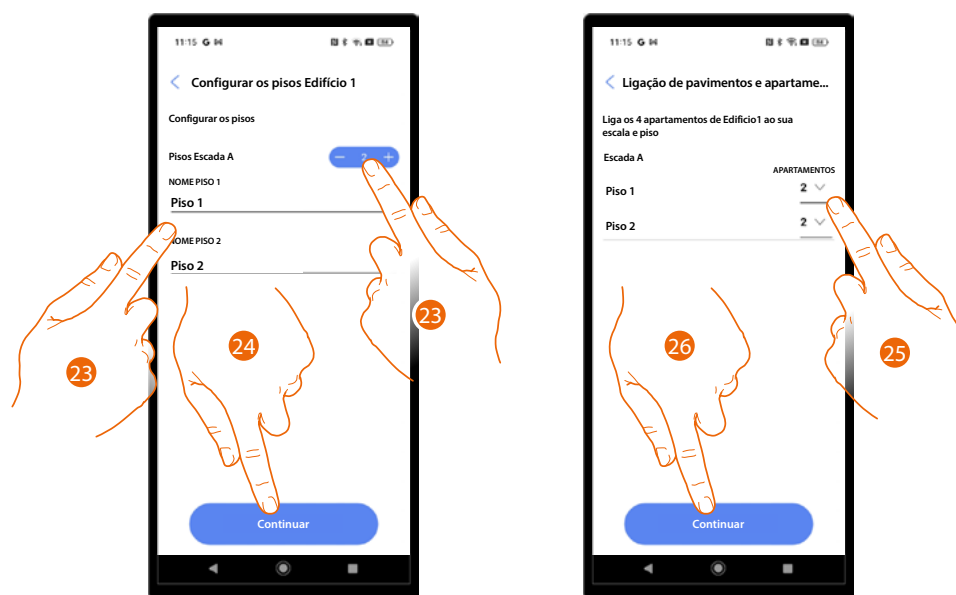 11:15 G
Configurar os pisos Edifício 1
Configurar os pisos
Pisos Escada A
2
NOME PISO 1
Piso 1
NOME PISO 2
Piso 2
23
23
24
Continuar
11:15 G
Ligação de pavimentos e apartame...
Liga os 4 apartamentos de Edificio1 ao sua
escala e piso
Escada A
APARTAMENTOS
Piso 1 2
Piso 2 2
25
26
Continuar